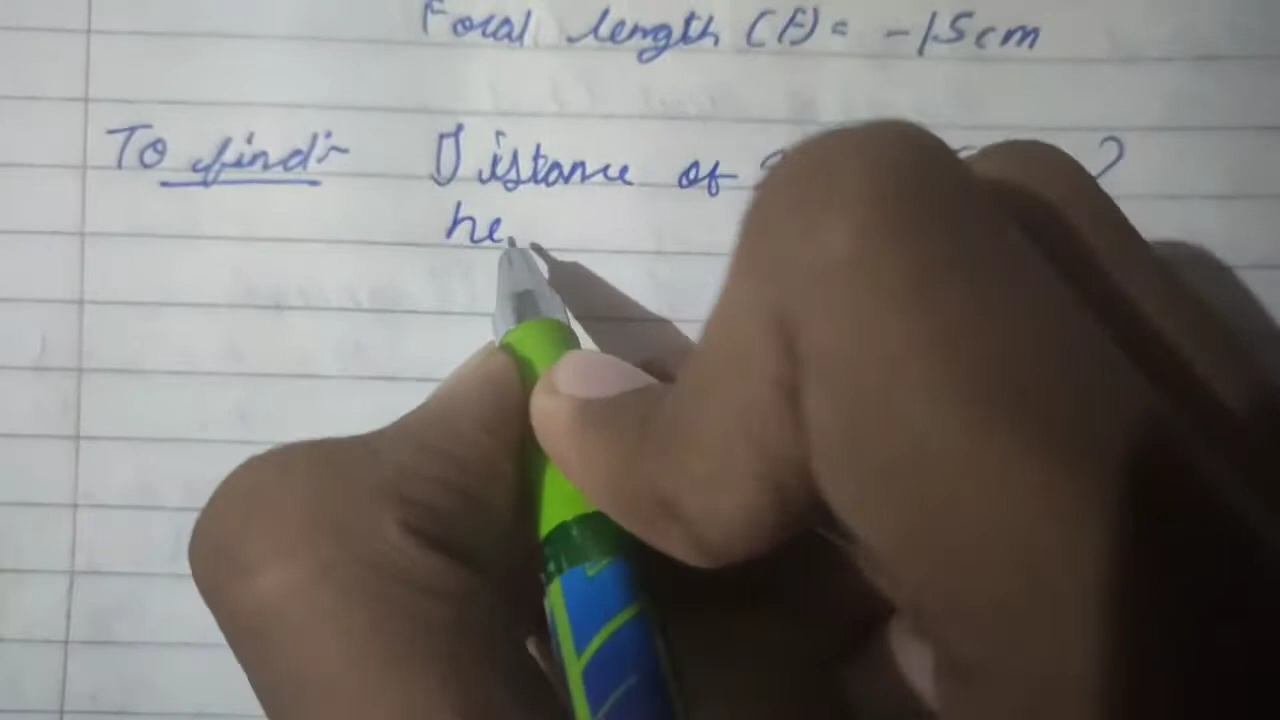 Focal length (F) = -15cm
To find:- Distance of ?
he